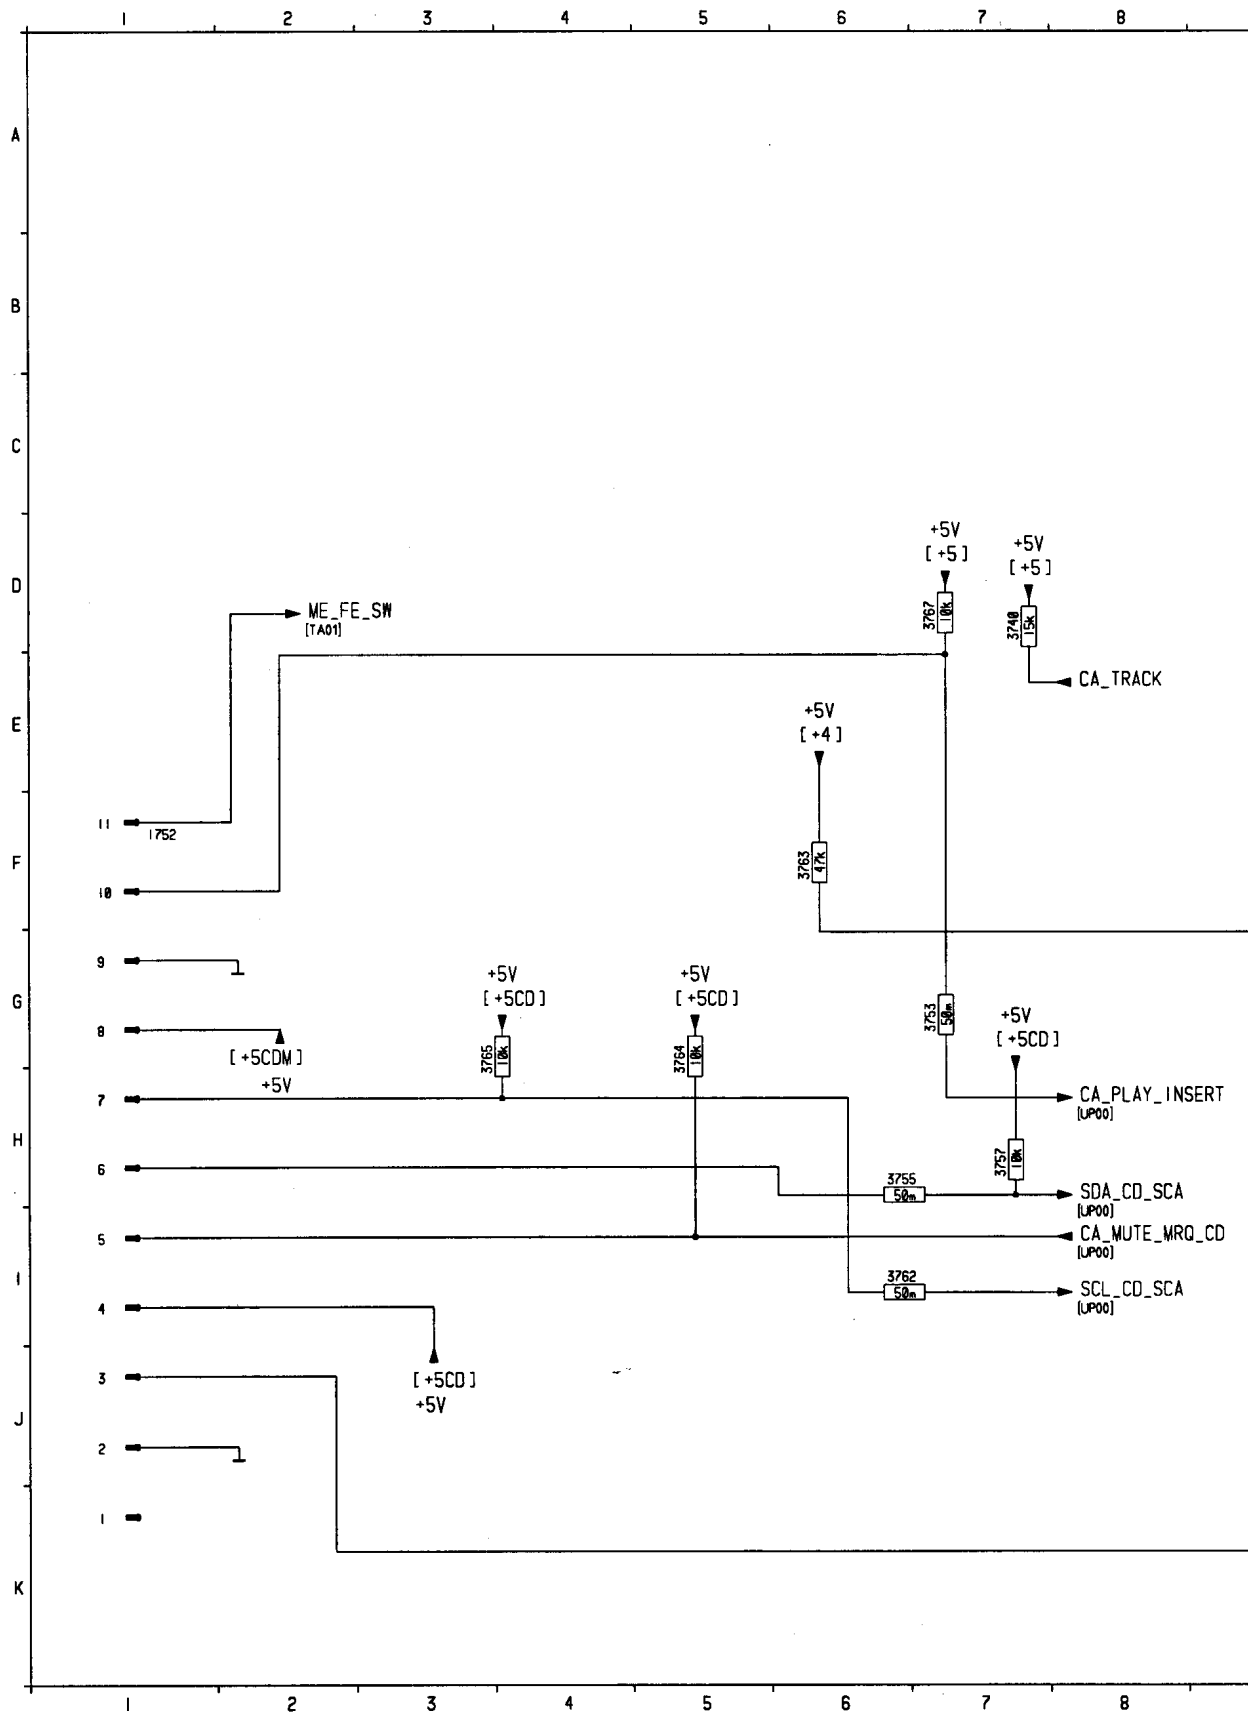 1 2 3 4 5 6 7 8
A
B
C
+5V
[ +5 ]
+5V
[ +5 ]
D
3767
10k
3740
15k
ME_FE_SW
[TA01]
CA_TRACK
E
+5V
[ +4 ]
11
1752
F
3763
47k
10
9
+5V
[ +5CD ]
+5V
[ +5CD ]
G
3753
50m
+5V
[ +5CD ]
8
[ +5CDM ]
+5V
3765
10k
3764
10k
7
CA_PLAY_INSERT
[UP00]
H
6
3757
10k
3755
50m
SDA_CD_SCA
[UP00]
5
CA_MUTE_MRQ_CD
[UP00]
I
3762
50m
SCL_CD_SCA
[UP00]
4
3
[ +5CD ]
+5V
J
2
1
K
1 2 3 4 5 6 7 8